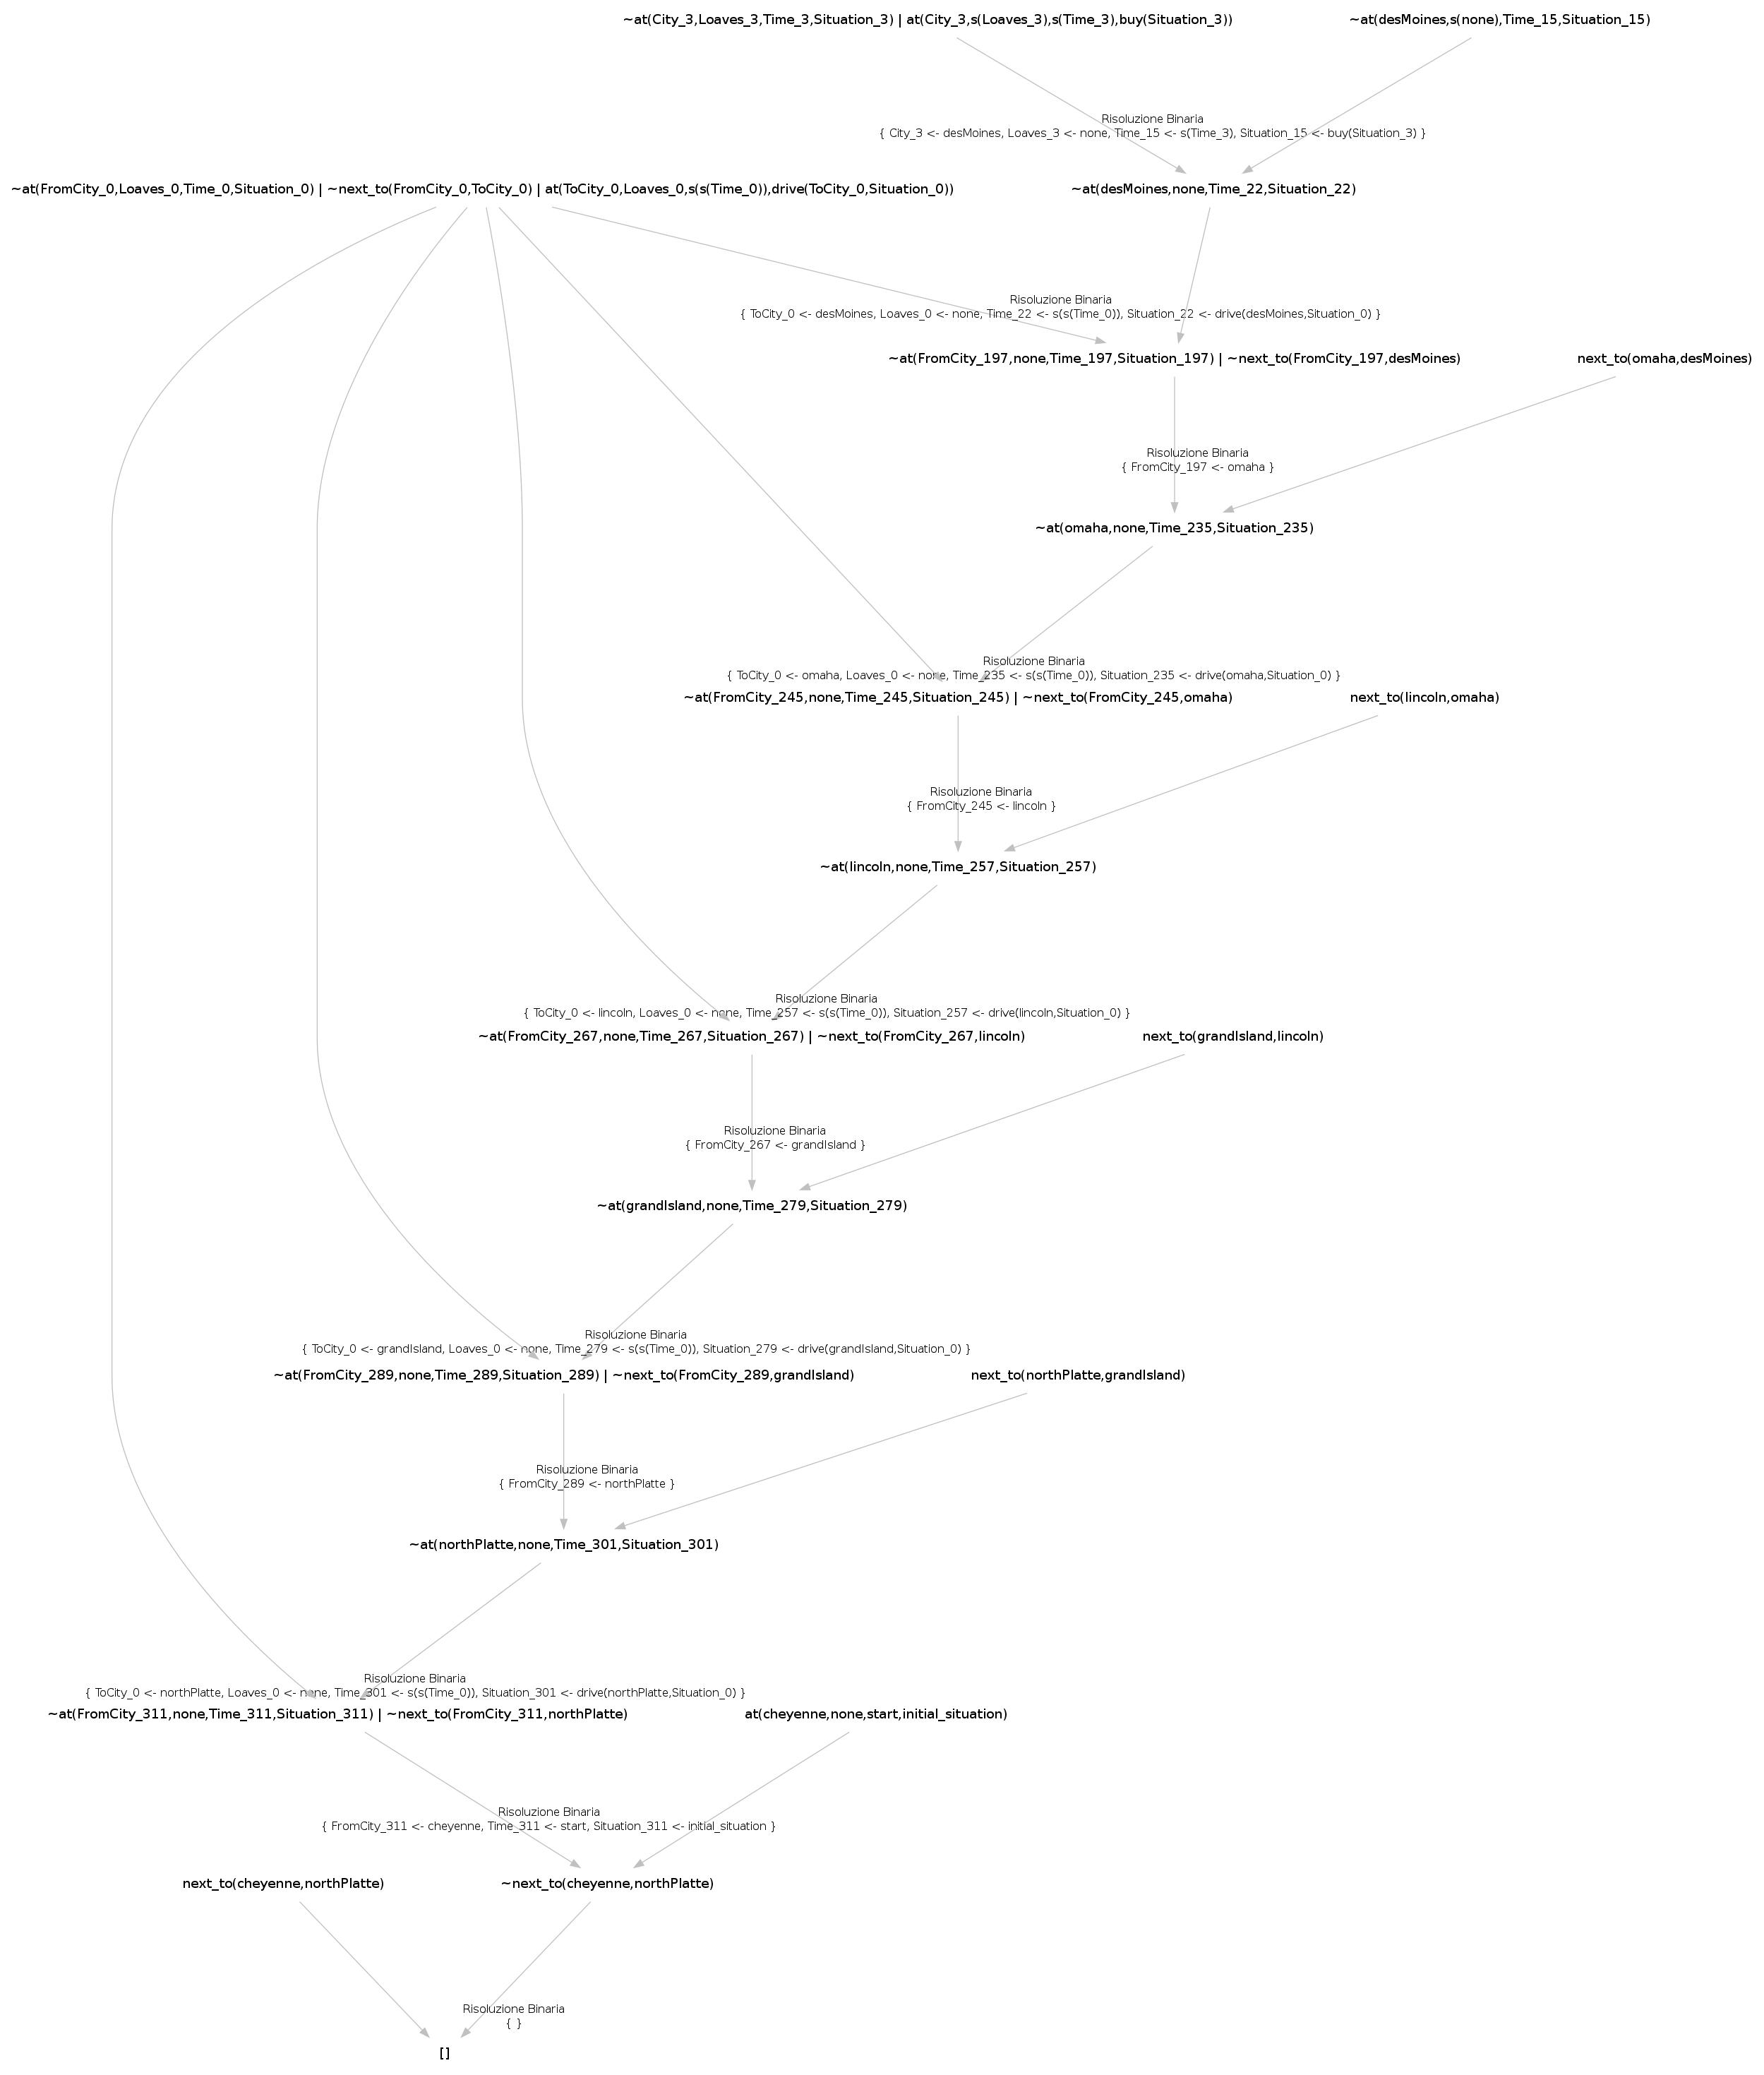 ~at(City_3,Loaves_3,Time_3,Situation_3) | at(City_3,s(Loaves_3),s(Time_3),buy(Situation_3))
~at(desMoines,s(none),Time_15,Situation_15)
Risoluzione Binaria
{ City_3 <- desMoines, Loaves_3 <- none, Time_15 <- s(Time_3), Situation_15 <- buy(Situation_3) }
~at(FromCity_0,Loaves_0,Time_0,Situation_0) | ~next_to(FromCity_0,ToCity_0) | at(ToCity_0,Loaves_0,s(s(Time_0)),drive(ToCity_0,Situation_0))
~at(desMoines,none,Time_22,Situation_22)
Risoluzione Binaria
{ ToCity_0 <- desMoines, Loaves_0 <- none, Time_22 <- s(s(Time_0)), Situation_22 <- drive(desMoines,Situation_0) }
~at(FromCity_197,none,Time_197,Situation_197) | ~next_to(FromCity_197,desMoines)
next_to(omaha,desMoines)
Risoluzione Binaria
{ FromCity_197 <- omaha }
~at(omaha,none,Time_235,Situation_235)
Risoluzione Binaria
{ ToCity_0 <- omaha, Loaves_0 <- none, Time_235 <- s(s(Time_0)), Situation_235 <- drive(omaha,Situation_0) }
~at(FromCity_245,none,Time_245,Situation_245) | ~next_to(FromCity_245,omaha)
next_to(lincoln,omaha)
Risoluzione Binaria
{ FromCity_245 <- lincoln }
~at(lincoln,none,Time_257,Situation_257)
Risoluzione Binaria
{ ToCity_0 <- lincoln, Loaves_0 <- none, Time_257 <- s(s(Time_0)), Situation_257 <- drive(lincoln,Situation_0) }
~at(FromCity_267,none,Time_267,Situation_267) | ~next_to(FromCity_267,lincoln)
next_to(grandIsland,lincoln)
Risoluzione Binaria
{ FromCity_267 <- grandIsland }
~at(grandIsland,none,Time_279,Situation_279)
Risoluzione Binaria
{ ToCity_0 <- grandIsland, Loaves_0 <- none, Time_279 <- s(s(Time_0)), Situation_279 <- drive(grandIsland,Situation_0) }
~at(FromCity_289,none,Time_289,Situation_289) | ~next_to(FromCity_289,grandIsland)
next_to(northPlatte,grandIsland)
Risoluzione Binaria
{ FromCity_289 <- northPlatte }
~at(northPlatte,none,Time_301,Situation_301)
Risoluzione Binaria
{ ToCity_0 <- northPlatte, Loaves_0 <- none, Time_301 <- s(s(Time_0)), Situation_301 <- drive(northPlatte,Situation_0) }
~at(FromCity_311,none,Time_311,Situation_311) | ~next_to(FromCity_311,northPlatte)
at(cheyenne,none,start,initial_situation)
Risoluzione Binaria
{ FromCity_311 <- cheyenne, Time_311 <- start, Situation_311 <- initial_situation }
next_to(cheyenne,northPlatte)
~next_to(cheyenne,northPlatte)
Risoluzione Binaria
{ }
[]